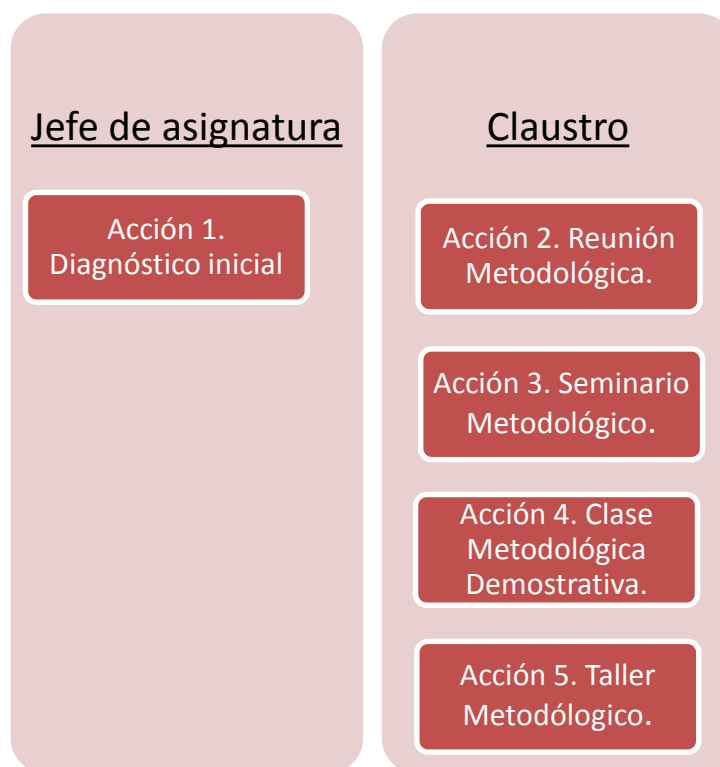 Jefe de asignatura
Acción 1.
Diagnóstico inicial
Claustro
Acción 2. Reunión
Metodológica.
Acción 3. Seminario
Metodológico.
Acción 4. Clase
Metodológica
Demostrativa.
Acción 5. Taller
Metodólogico.